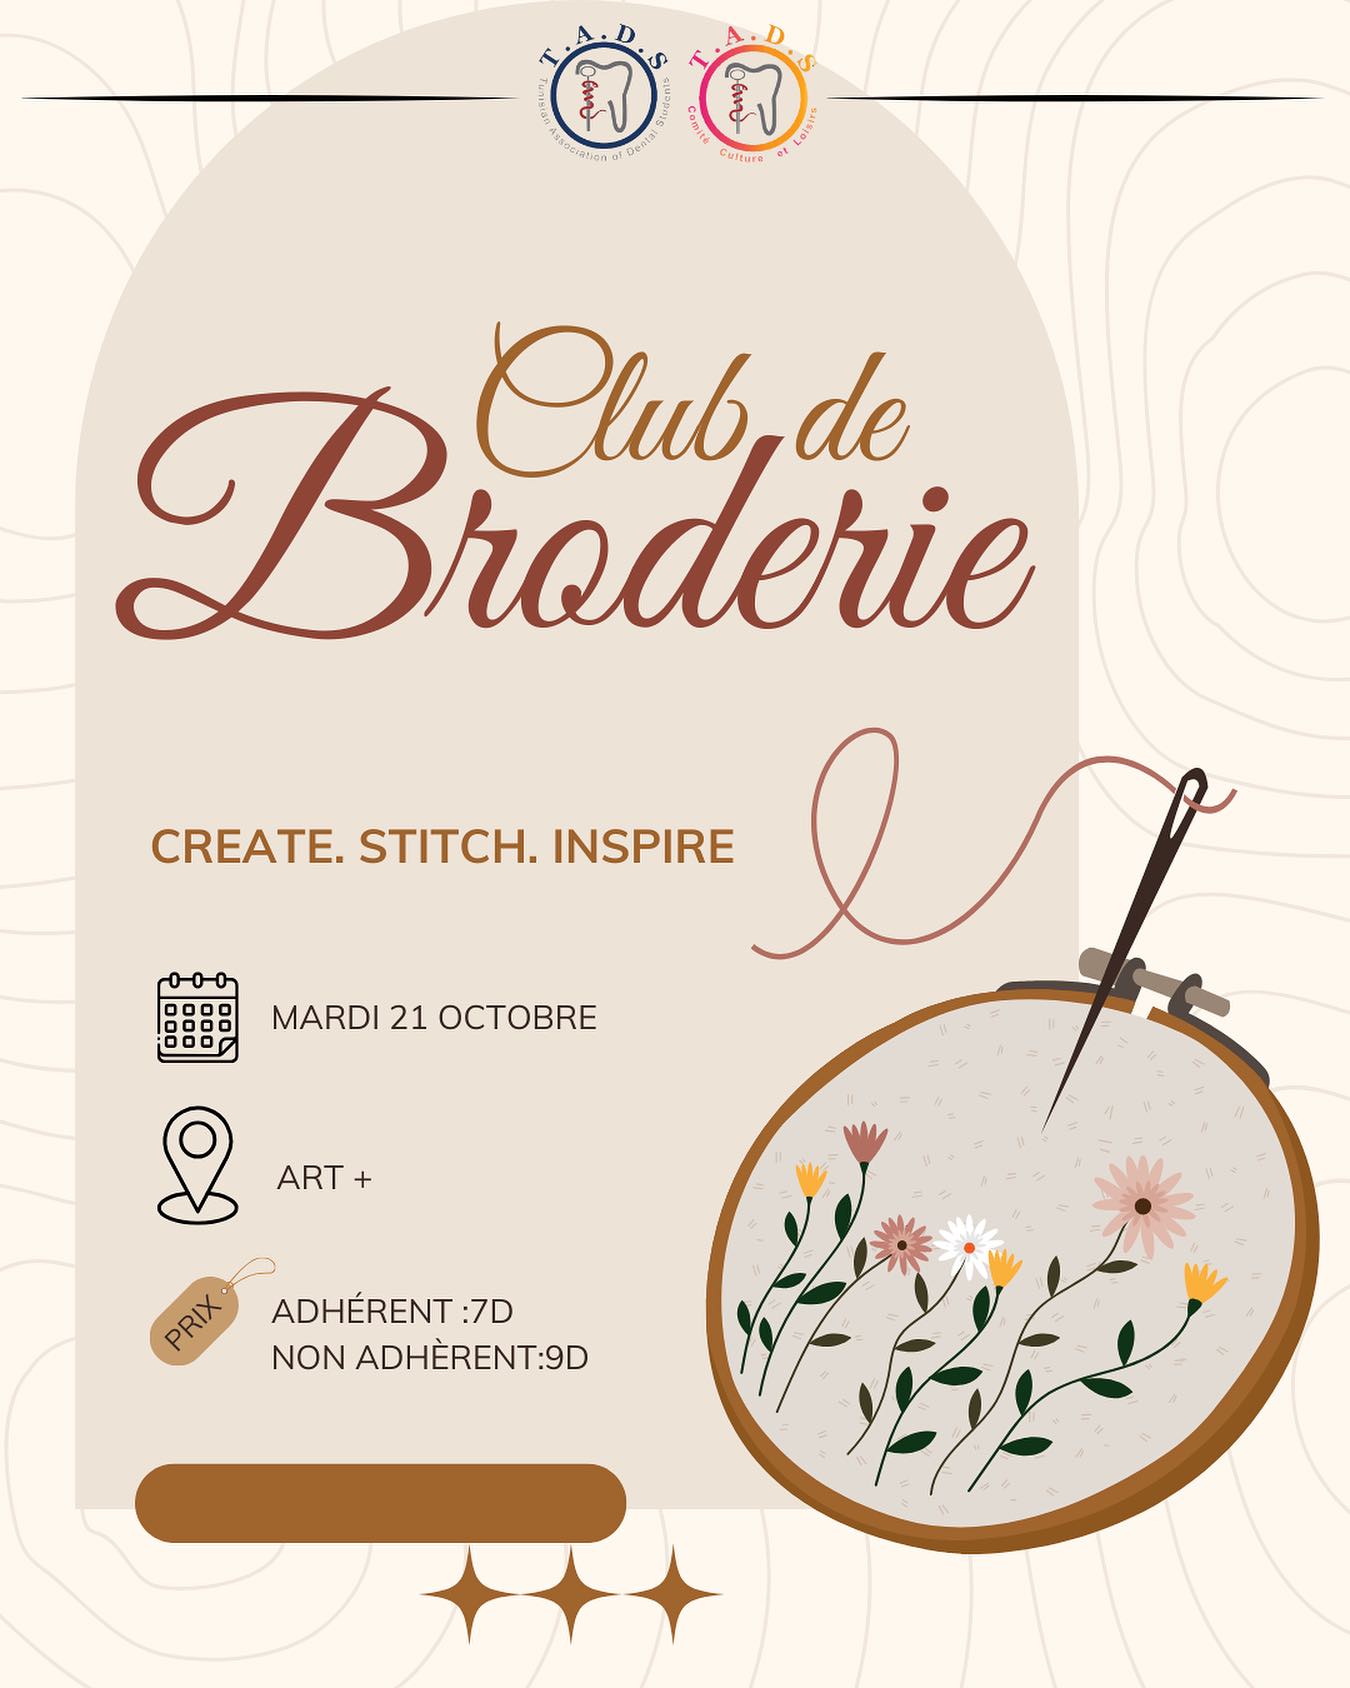 T.A.D.S
Tunisian Association of Dental Students
T.A.D.S
Comité Culture et Loisirs
Club de
Broderie
CREATE. STITCH. INSPIRE
MARDI 21 OCTOBRE
ART +
PRIX
ADHÉRENT :7D
NON ADHÈRENT:9D